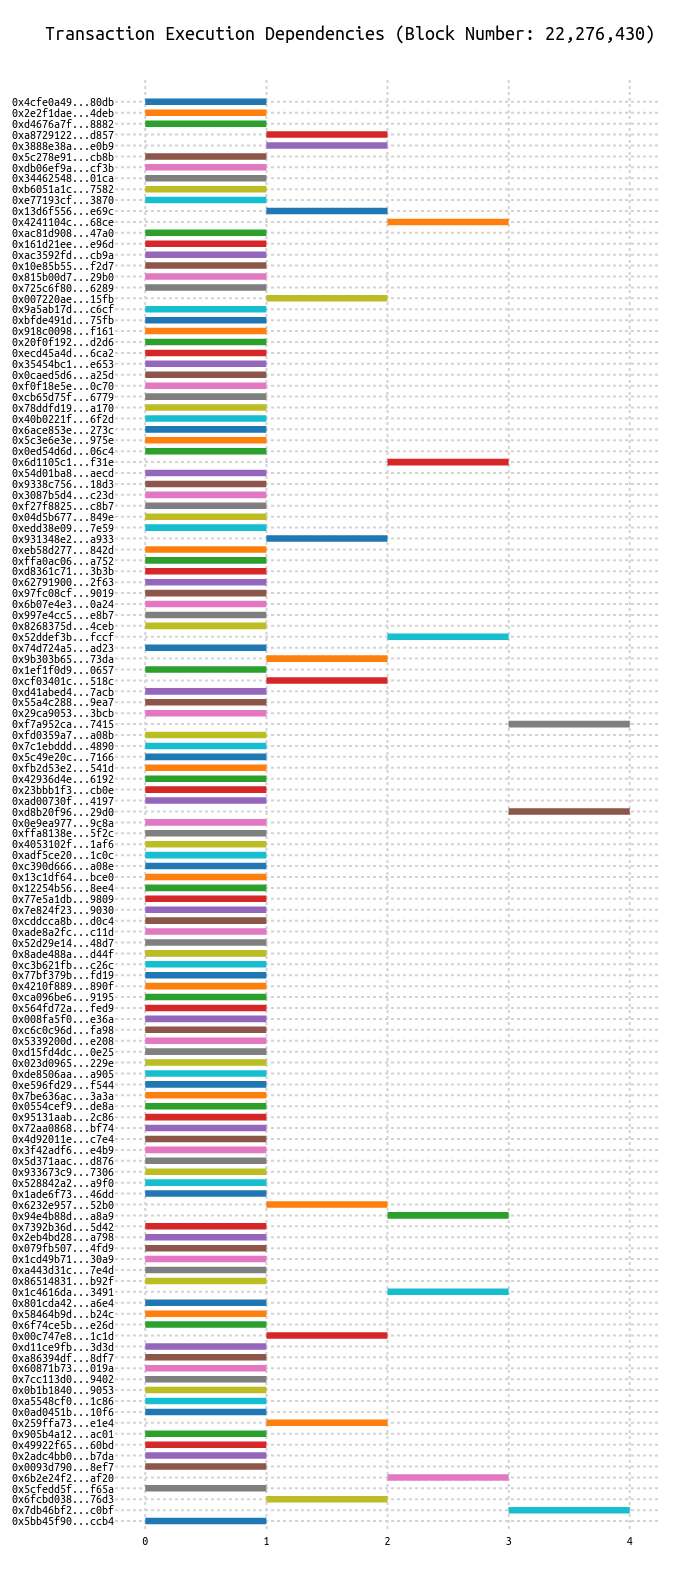 Transaction Execution Dependencies (Block Number: 22,276,430)
0x4cfe0a49...80db
0x2e2f1dae...4deb
0xd4676a7f...8882
0xa8729122...d857
0x3888e38a...e0b9
0x5c278e91...cb8b
0xdb06ef9a...cf3b
0x34462548...01ca
0xb6051a1c...7582
0xe77193cf...3870
0x13d6f556...e69c
0x4241104c...68ce
0xac81d908...47a0
0x161d21ee...e96d
0xac3592fd...cb9a
0x10e85b55...f2d7
0x815b00d7...29b0
0x725c6f80...6289
0x007220ae...15fb
0x9a5ab17d...c6cf
0xbfde491d...75fb
0x918c0098...f161
0x20f0f192...d2d6
0xecd45a4d...6ca2
0x35454bc1...e653
0x0caed5d6...a25d
0xf0f18e5e...0c70
0xcb65d75f...6779
0x78ddfd19...a170
0x40b0221f...6f2d
0x6ace853e...273c
0x5c3e6e3e...975e
0x0ed54d6d...06c4
0x6d1105c1...f31e
0x54d01ba8...aecd
0x9338c756...18d3
0x3087b5d4...c23d
0xf27f8825...c8b7
0x04d5b677...849e
0xedd38e09...7e59
0x931348e2...a933
0xeb58d277...842d
0xffa0ac06...a752
0xd8361c71...3b3b
0x62791900...2f63
0x97fc08cf...9019
0x6b07e4e3...0a24
0x997e4cc5...e8b7
0x8268375d...4ceb
0x52ddef3b...fccf
0x74d724a5...ad23
0x9b303b65...73da
0x1ef1f0d9...0657
0xcf03401c...518c
0xd41abed4...7acb
0x55a4c288...9ea7
0x29ca9053...3bcb
0xf7a952ca...7415
0xfd0359a7...a08b
0x7c1ebddd...4890
0x5c49e20c...7166
0xfb2d53e2...541d
0x42936d4e...6192
0x23bbb1f3...cb0e
0xad00730f...4197
0xd8b20f96...29d0
0x0e9ea977...9c8a
0xffa8138e...5f2c
0x4053102f...1af6
0xadf5ce20...1c0c
0xc390d666...a08e
0x13c1df64...bce0
0x12254b56...8ee4
0x77e5a1db...9809
0x7e824f23...9030
0xcddcca8b...d0c4
0xade8a2fc...c11d
0x52d29e14...48d7
0x8ade488a...d44f
0xc3b621fb...c26c
0x77bf379b...fd19
0x4210f889...890f
0xca096be6...9195
0x564fd72a...fed9
0x008fa5f0...e36a
0xc6c0c96d...fa98
0x5339200d...e208
0xd15fd4dc...0e25
0x023d0965...229e
0xde8506aa...a905
0xe596fd29...f544
0x7be636ac...3a3a
0x0554cef9...de8a
0x95131aab...2c86
0x72aa0868...bf74
0x4d92011e...c7e4
0x3f42adf6...e4b9
0x5d371aac...d876
0x933673c9...7306
0x528842a2...a9f0
0x1ade6f73...46dd
0x6232e957...52b0
0x94e4b88d...a8a9
0x7392b36d...5d42
0x2eb4bd28...a798
0x079fb507...4fd9
0x1cd49b71...30a9
0xa443d31c...7e4d
0x86514831...b92f
0x1c4616da...3491
0x801cda42...a6e4
0x58464b9d...b24c
0x6f74ce5b...e26d
0x00c747e8...1c1d
0xd11ce9fb...3d3d
0xa86394df...8df7
0x60871b73...019a
0x7cc113d0...9402
0x0b1b1840...9053
0xa5548cf0...1c86
0x0ad0451b...10f6
0x259ffa73...e1e4
0x905b4a12...ac01
0x49922f65...60bd
0x2adc4bb0...b7da
0x0093d790...8ef7
0x6b2e24f2...af20
0x5cfedd5f...f65a
0x6fcbd038...76d3
0x7db46bf2...c0bf
0x5bb45f90...ccb4
0 1 2 3 4